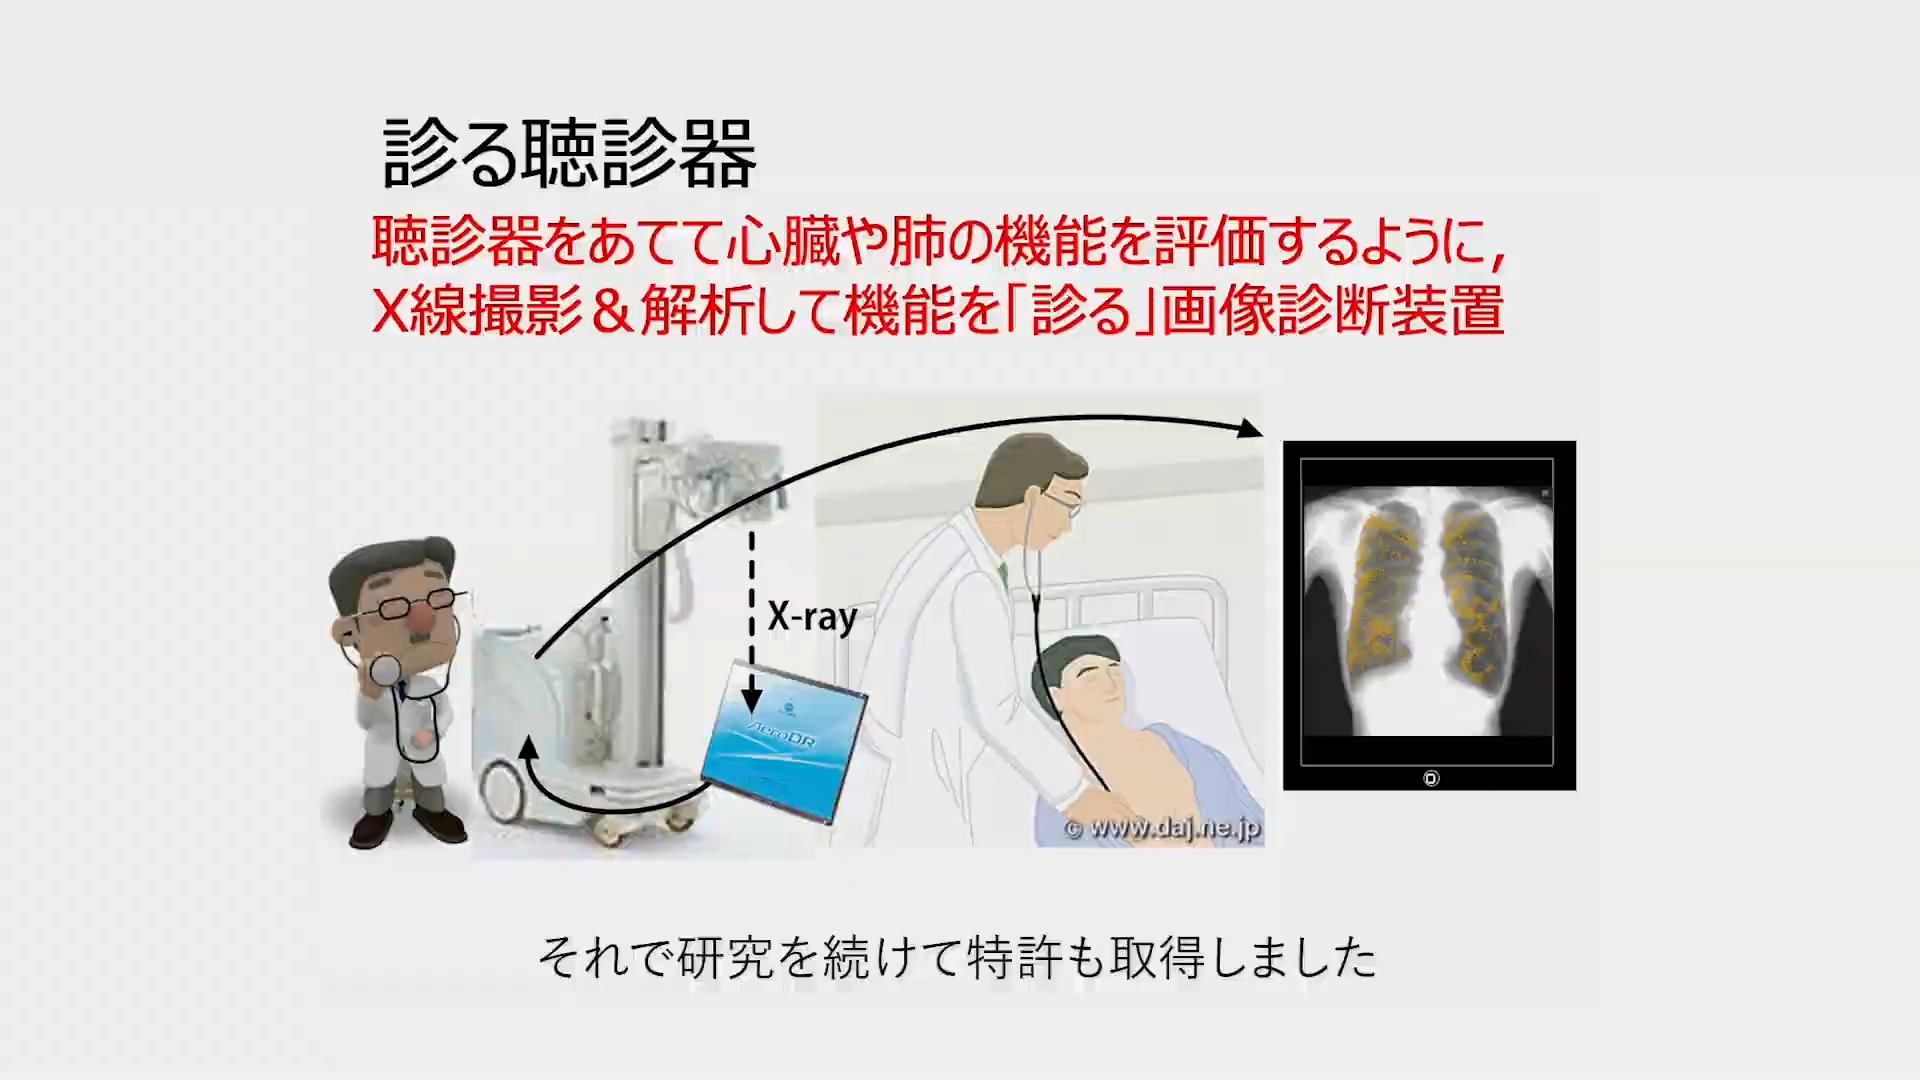 診る聴診器
聴診器をあてて心臓や肺の機能を評価するように,
X線撮影&解析して機能を「診る」画像診断装置
X-ray
AeroDR
© www.daj.ne.jp
それで研究を続けて特許も取得しました